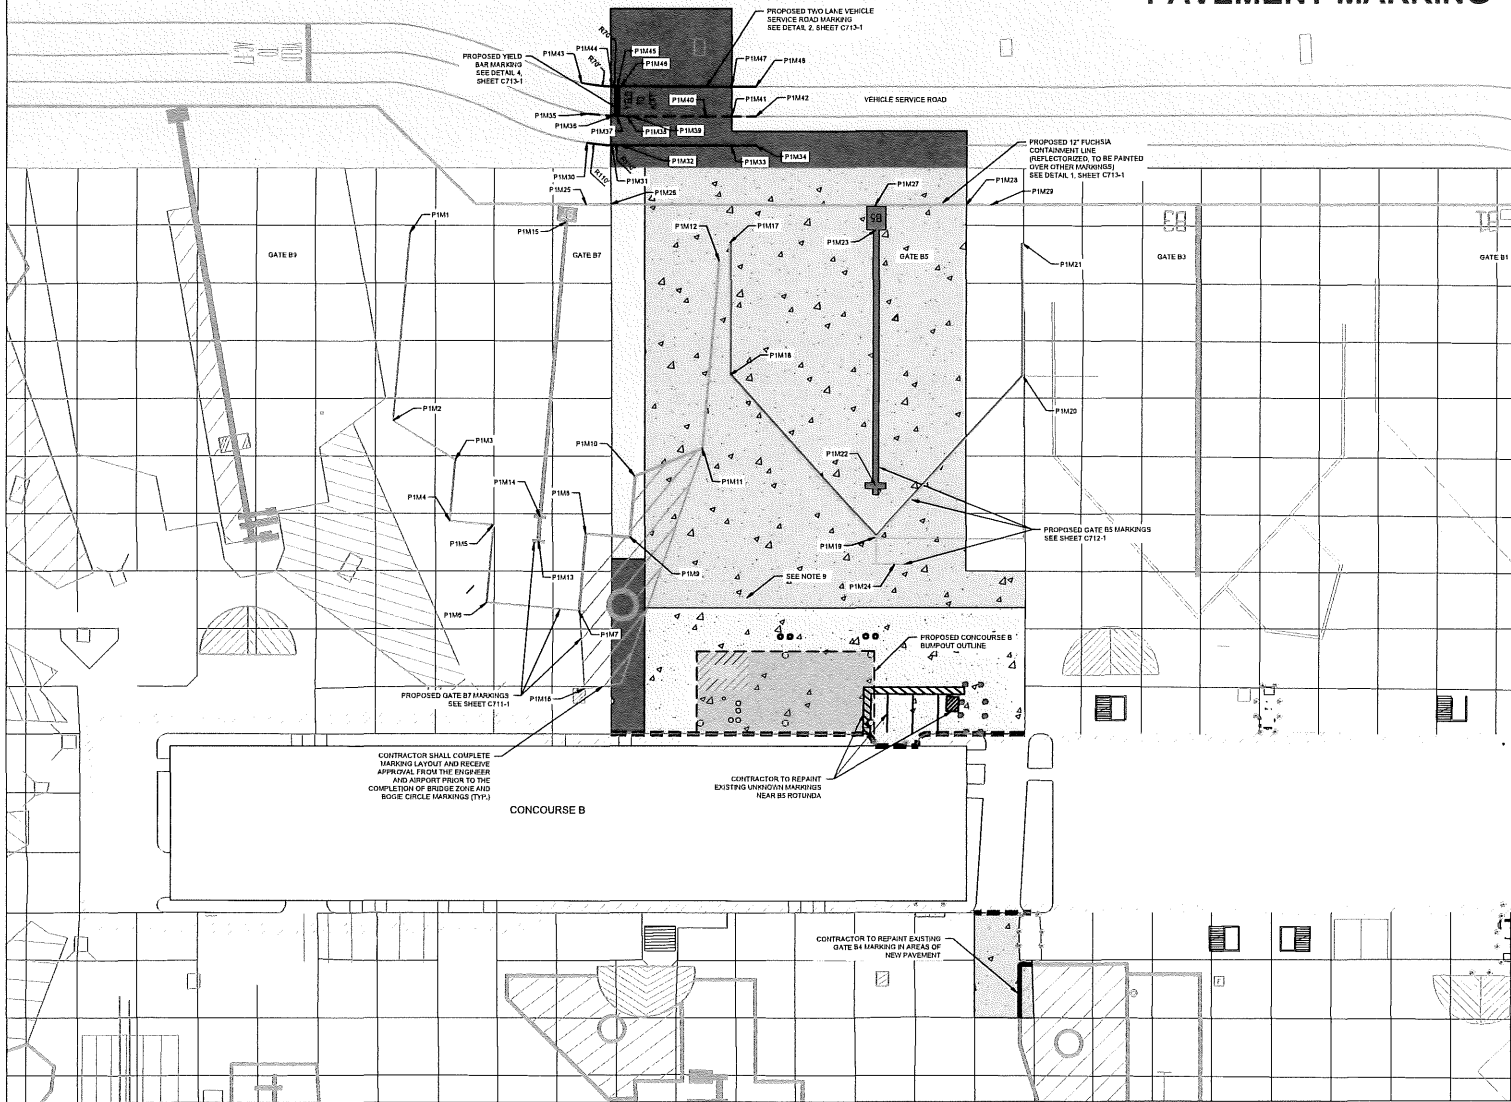 PAVEMENT MARKING
PROPOSED TWO LANE VEHICLE
SERVICE ROAD MARKING
SEE DETAIL 2, SHEET C713-1
R70'
P1M43
P1M44
P1M45
P1M46
R70'
PROPOSED YIELD
BAR MARKING
SEE DETAIL 4,
SHEET C713-1
P1M47
P1M48
YIELD
TO
P1M40
P1M41
P1M42
VEHICLE SERVICE ROAD
P1M35
P1M36
P1M37
P1M38
P1M39
P1M30
R110'
P1M31
P1M32
P1M33
P1M34
PROPOSED 12" FUCHSIA
CONTAINMENT LINE
(REFLECTORIZED, TO BE PAINTED
OVER OTHER MARKINGS)
SEE DETAIL 1, SHEET C713-1
P1M25
P1M26
P1M27
P1M28
P1M29
B5
B3
B1
P1M1
P1M15
P1M12
P1M17
P1M23
P1M21
GATE B9
GATE B7
GATE B5
GATE B3
GATE B1
P1M18
P1M2
P1M20
P1M3
P1M10
P1M22
P1M11
P1M14
P1M8
P1M4
P1M5
P1M19
PROPOSED GATE B5 MARKINGS
SEE SHEET C712-1
P1M13
P1M9
SEE NOTE 9
P1M24
P1M6
P1M7
PROPOSED CONCOURSE B
BUMPOUT OUTLINE
PROPOSED GATE B7 MARKINGS
SEE SHEET C711-1
P1M16
CONTRACTOR SHALL COMPLETE
MARKING LAYOUT AND RECEIVE
APPROVAL FROM THE ENGINEER
AND AIRPORT PRIOR TO THE
COMPLETION OF BRIDGE ZONE AND
BOGIE CIRCLE MARKINGS (TYP.)
CONTRACTOR TO REPAINT
EXISTING UNKNOWN MARKINGS
NEAR B5 ROTUNDA
CONCOURSE B
CONTRACTOR TO REPAINT EXISTING
GATE B4 MARKING IN AREAS OF
NEW PAVEMENT